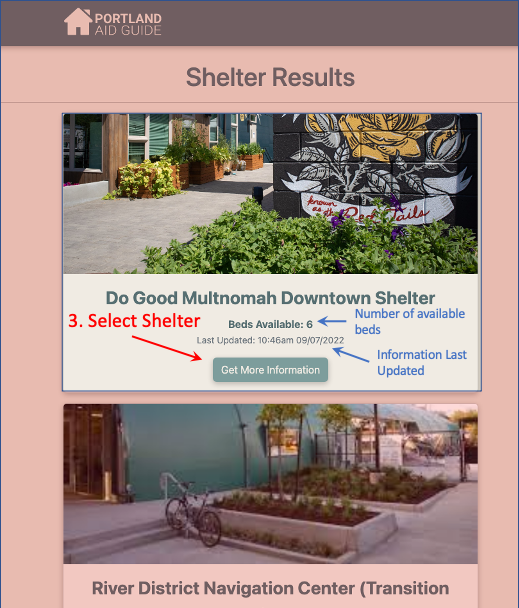 PORTLAND
AID GUIDE
Shelter Results
known
as the Red Tails
Do Good Multnomah Downtown Shelter
3. Select Shelter
Beds Available: 6
Number of available
beds
Last Updated: 10:46am 09/07/2022
Information Last
Updated
Get More Information
River District Navigation Center (Transition